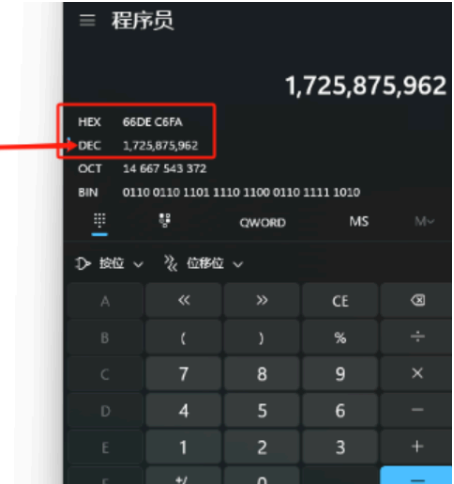 程序员
1,725,875,962
HEX 66DE C6FA
DEC 1,725,875,962
OCT 14 667 543 372
BIN 0110 0110 1101 1110 1100 0110 1111 1010
QWORD MS M
按位 位移位
A << >> CE
B ( ) % ÷
C 7 8 9 ×
D 4 5 6 −
E 1 2 3 +
F +/ 0 =